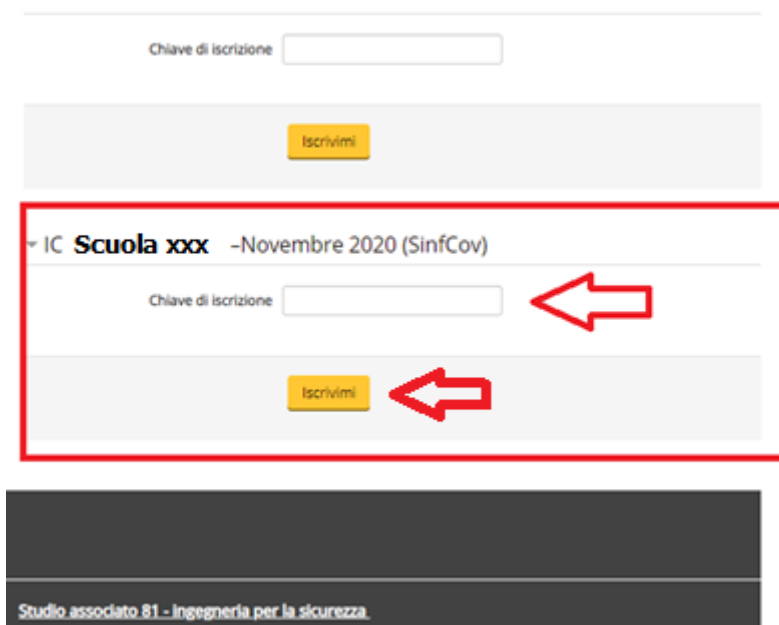 Chiave di iscrizione
Iscrivimi
IC Scuola xxx –Novembre 2020 (SinfCov)
Chiave di iscrizione
Iscrivimi
Studio associato 81 - ingegneria per la sicurezza